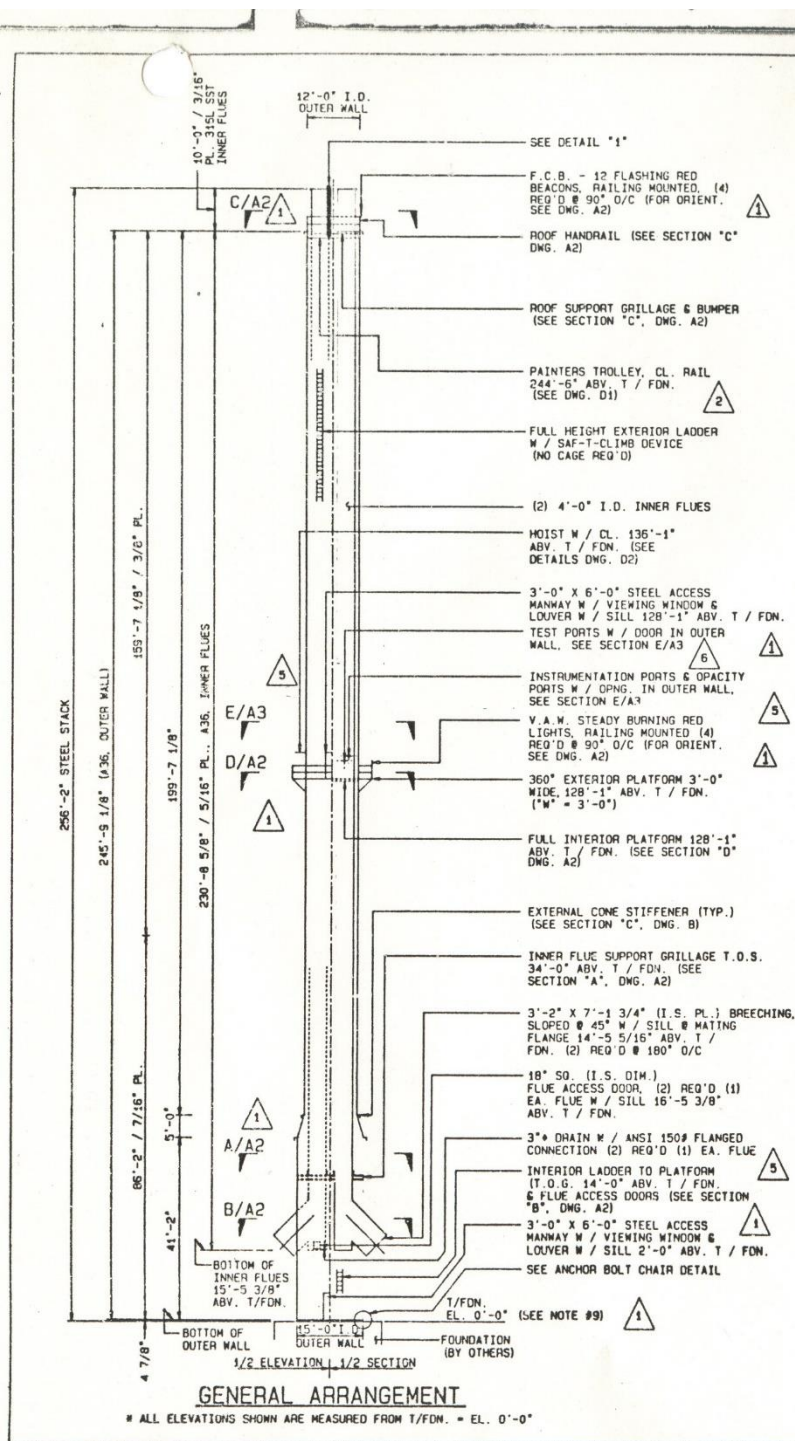 12'-0" I.D.
OUTER WALL
10'-0" / 3/16"
PL. 316L SST
INNER FLUES
C/A2
1
SEE DETAIL "1"
F.C.B. - 12 FLASHING RED
BEACONS, RAILING MOUNTED, (4)
REQ'D @ 90° O/C (FOR ORIENT.
SEE DWG. A2)
1
ROOF HANDRAIL (SEE SECTION "C"
DWG. A2)
ROOF SUPPORT GRILLAGE & BUMPER
(SEE SECTION "C", DWG. A2)
PAINTERS TROLLEY, CL. RAIL
244'-6" ABV. T / FDN.
(SEE DWG. D1)
2
FULL HEIGHT EXTERIOR LADDER
W / SAF-T-CLIMB DEVICE
(NO CAGE REQ'D)
(2) 4'-0" I.D. INNER FLUES
HOIST W / CL. 136'-1"
ABV. T / FDN. (SEE
DETAILS DWG. D2)
3'-0" X 6'-0" STEEL ACCESS
MANWAY W / VIEWING WINDOW &
LOUVER W / SILL 128'-1" ABV. T / FDN.
TEST PORTS W / DOOR IN OUTER
WALL, SEE SECTION E/A3
6
1
INSTRUMENTATION PORTS & OPACITY
PORTS W / OPNG. IN OUTER WALL,
SEE SECTION E/A3
5
5
E/A3
V.A.W. STEADY BURNING RED
LIGHTS, RAILING MOUNTED (4)
REQ'D @ 90° O/C (FOR ORIENT.
SEE DWG. A2)
1
D/A2
360° EXTERIOR PLATFORM 3'-0"
WIDE, 128'-1" ABV. T / FDN.
("W" = 3'-0")
1
FULL INTERIOR PLATFORM 128'-1"
ABV. T / FDN. (SEE SECTION "D"
DWG. A2)
256'-2" STEEL STACK
245'-9 1/8" (A36, OUTER WALL)
159'-7 1/8" / 3/8" PL.
199'-7 1/8"
230'-8 5/8" / 5/16" PL., A36, INNER FLUES
EXTERNAL CONE STIFFENER (TYP.)
(SEE SECTION "C", DWG. B)
INNER FLUE SUPPORT GRILLAGE T.O.S.
34'-0" ABV. T / FDN. (SEE
SECTION "A", DWG. A2)
3'-2" X 7'-1 3/4" (I.S. PL.) BREECHING,
SLOPED @ 45° W / SILL @ MATING
FLANGE 14'-5 5/16" ABV. T /
FDN. (2) REQ'D @ 180° O/C
18" SQ. (I.S. DIM.)
FLUE ACCESS DOOR, (2) REQ'D (1)
EA. FLUE W / SILL 16'-5 3/8"
ABV. T / FDN.
86'-2" / 7/16" PL.
5'-0"
41'-2"
1
A/A2
3"ø DRAIN W / ANSI 150# FLANGED
CONNECTION (2) REQ'D (1) EA. FLUE
5
INTERIOR LADDER TO PLATFORM
(T.O.G. 14'-0" ABV. T / FDN.
& FLUE ACCESS DOORS (SEE SECTION
"B", DWG. A2)
B/A2
3'-0" X 6'-0" STEEL ACCESS
MANWAY W / VIEWING WINDOW &
LOUVER W / SILL 2'-0" ABV. T / FDN.
1
BOTTOM OF
INNER FLUES
15'-5 3/8"
ABV. T/FDN.
SEE ANCHOR BOLT CHAIR DETAIL
T/FDN.
EL. 0'-0" (SEE NOTE #9)
1
BOTTOM OF
OUTER WALL
4 7/8"
15'-0" I.D.
OUTER WALL
FOUNDATION
(BY OTHERS)
1/2 ELEVATION
1/2 SECTION
GENERAL ARRANGEMENT
* ALL ELEVATIONS SHOWN ARE MEASURED FROM T/FDN. = EL. 0'-0"